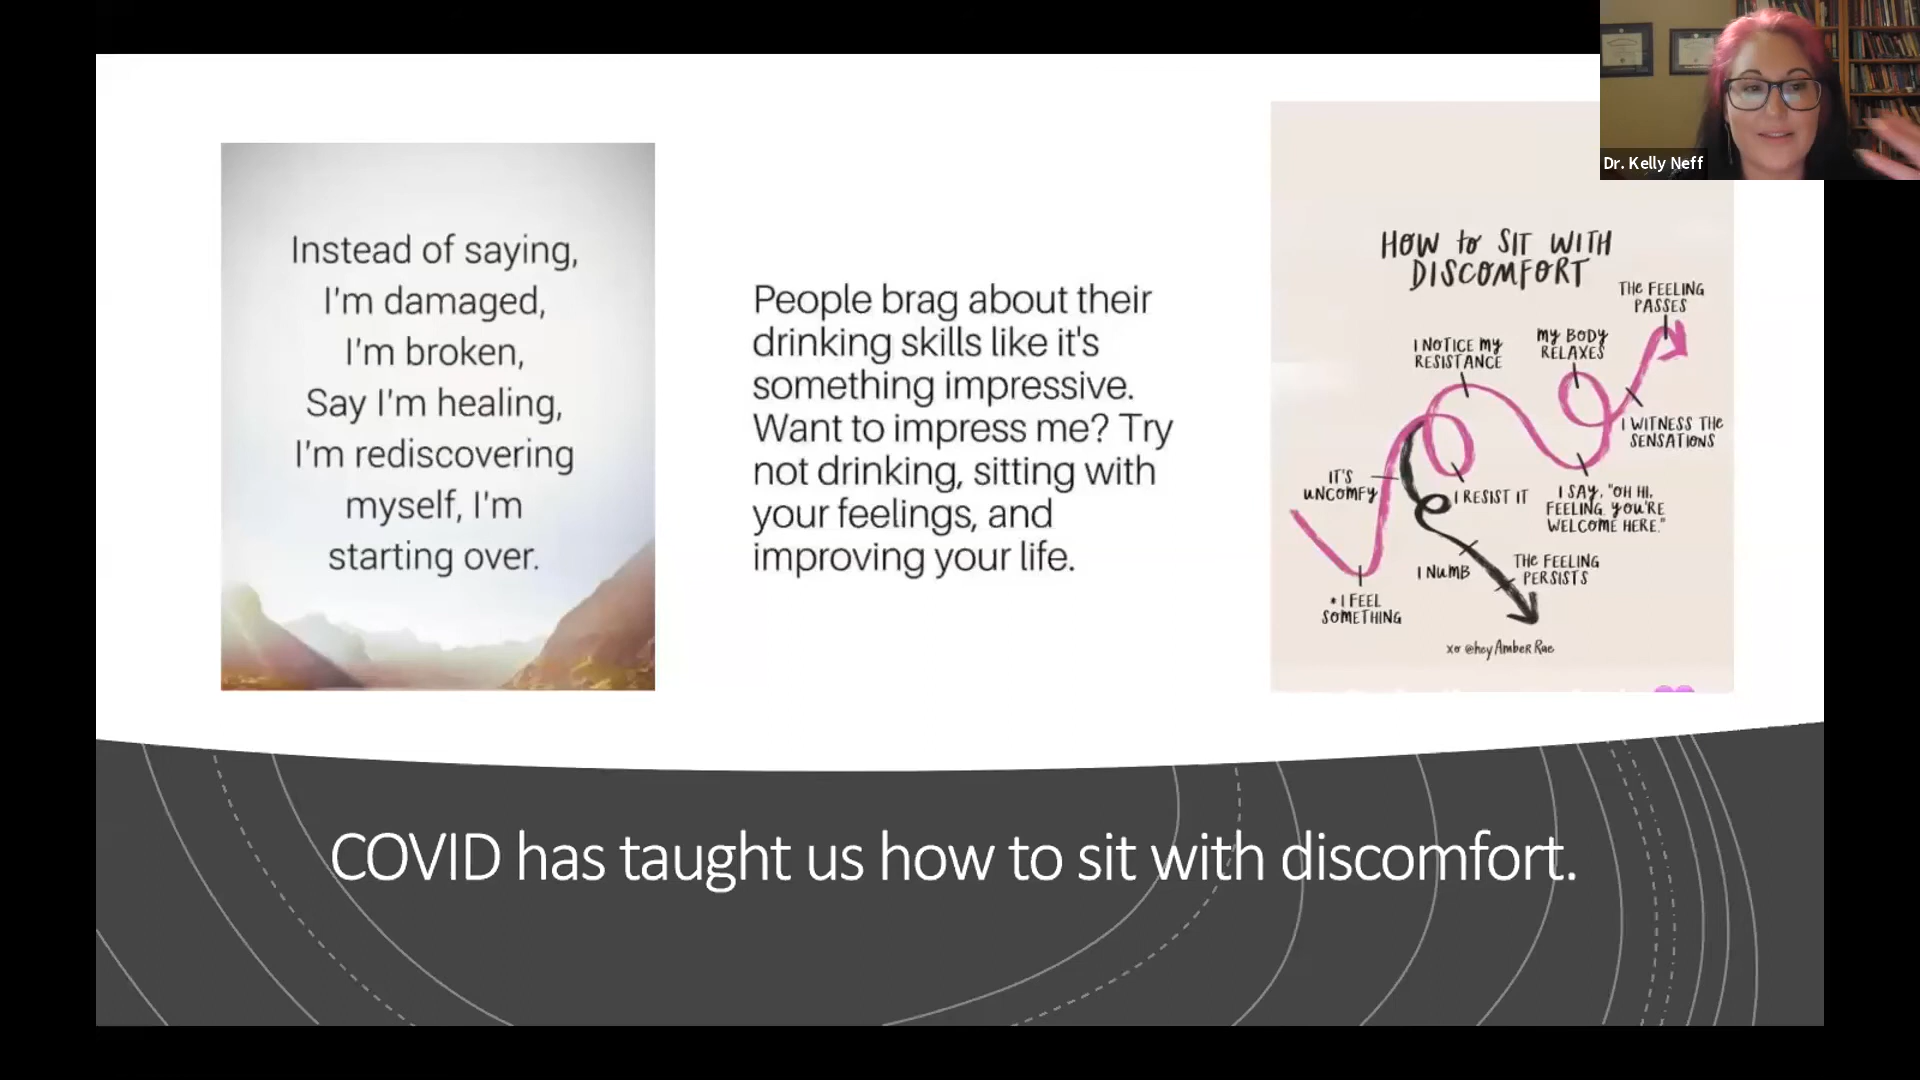 Dr. Kelly Neff
Instead of saying,
I'm damaged,
I'm broken,
Say I'm healing,
I'm rediscovering
myself, I'm
starting over.
People brag about their
drinking skills like it's
something impressive.
Want to impress me? Try
not drinking, sitting with
your feelings, and
improving your life.
HOW to SIT WITH
DISCOMFORT
THE FEELING
PASSES
MY BODY
RELAXES
I NOTICE MY
RESISTANCE
I WITNESS THE
SENSATIONS
IT'S
UNCOMFY
I RESIST IT
I SAY, "OH HI,
FEELING. YOU'RE
WELCOME HERE."
I NUMB
THE FEELING
PERSISTS
* I FEEL
SOMETHING
xo @heyAmberRae
COVID has taught us how to sit with discomfort.